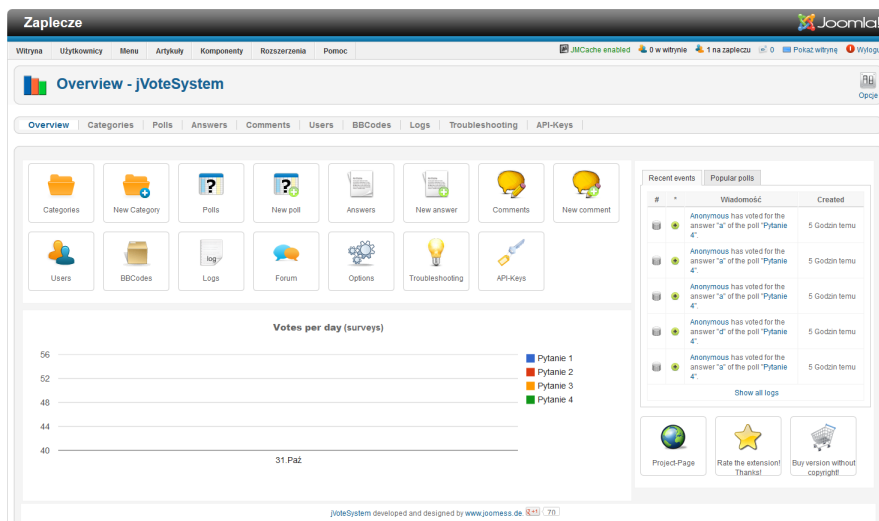 Zaplecze
Joomla!
Witryna Użytkownicy Menu Artykuły Komponenty Rozszerzenia Pomoc
JMCache enabled 0 w witrynie 1 na zapleczu 0 Pokaż witrynę Wylogu
Overview - jVoteSystem
Opcje
Overview Categories Polls Answers Comments Users BBCodes Logs Troubleshooting API-Keys
Categories New Category Polls New poll Answers New answer Comments New comment
log
Users BBCodes Logs Forum Options Troubleshooting API-Keys
Votes per day (surveys)
56
52
48
44
40
31.Paź
Pytanie 1
Pytanie 2
Pytanie 3
Pytanie 4
Recent events Popular polls
# * Wiadomość Created
Anonymous has voted for the
answer "a" of the poll "Pytanie
4".
5 Godzin temu
Anonymous has voted for the
answer "a" of the poll "Pytanie
4".
5 Godzin temu
Anonymous has voted for the
answer "a" of the poll "Pytanie
4".
5 Godzin temu
Anonymous has voted for the
answer "d" of the poll "Pytanie
4".
5 Godzin temu
Anonymous has voted for the
answer "a" of the poll "Pytanie
4".
5 Godzin temu
Show all logs
Project-Page
Rate the extension!
Thanks!
Buy version without
copyright!
jVoteSystem developed and designed by www.joomess.de. +1 70